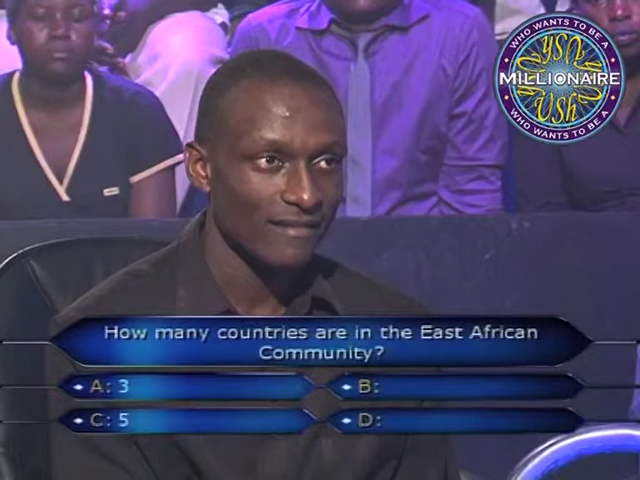 WHO WANTS TO BE A
MILLIONAIRE
WHO WANTS TO BE A
USh
How many countries are in the East African
Community?
A: 3
B:
C: 5
D: